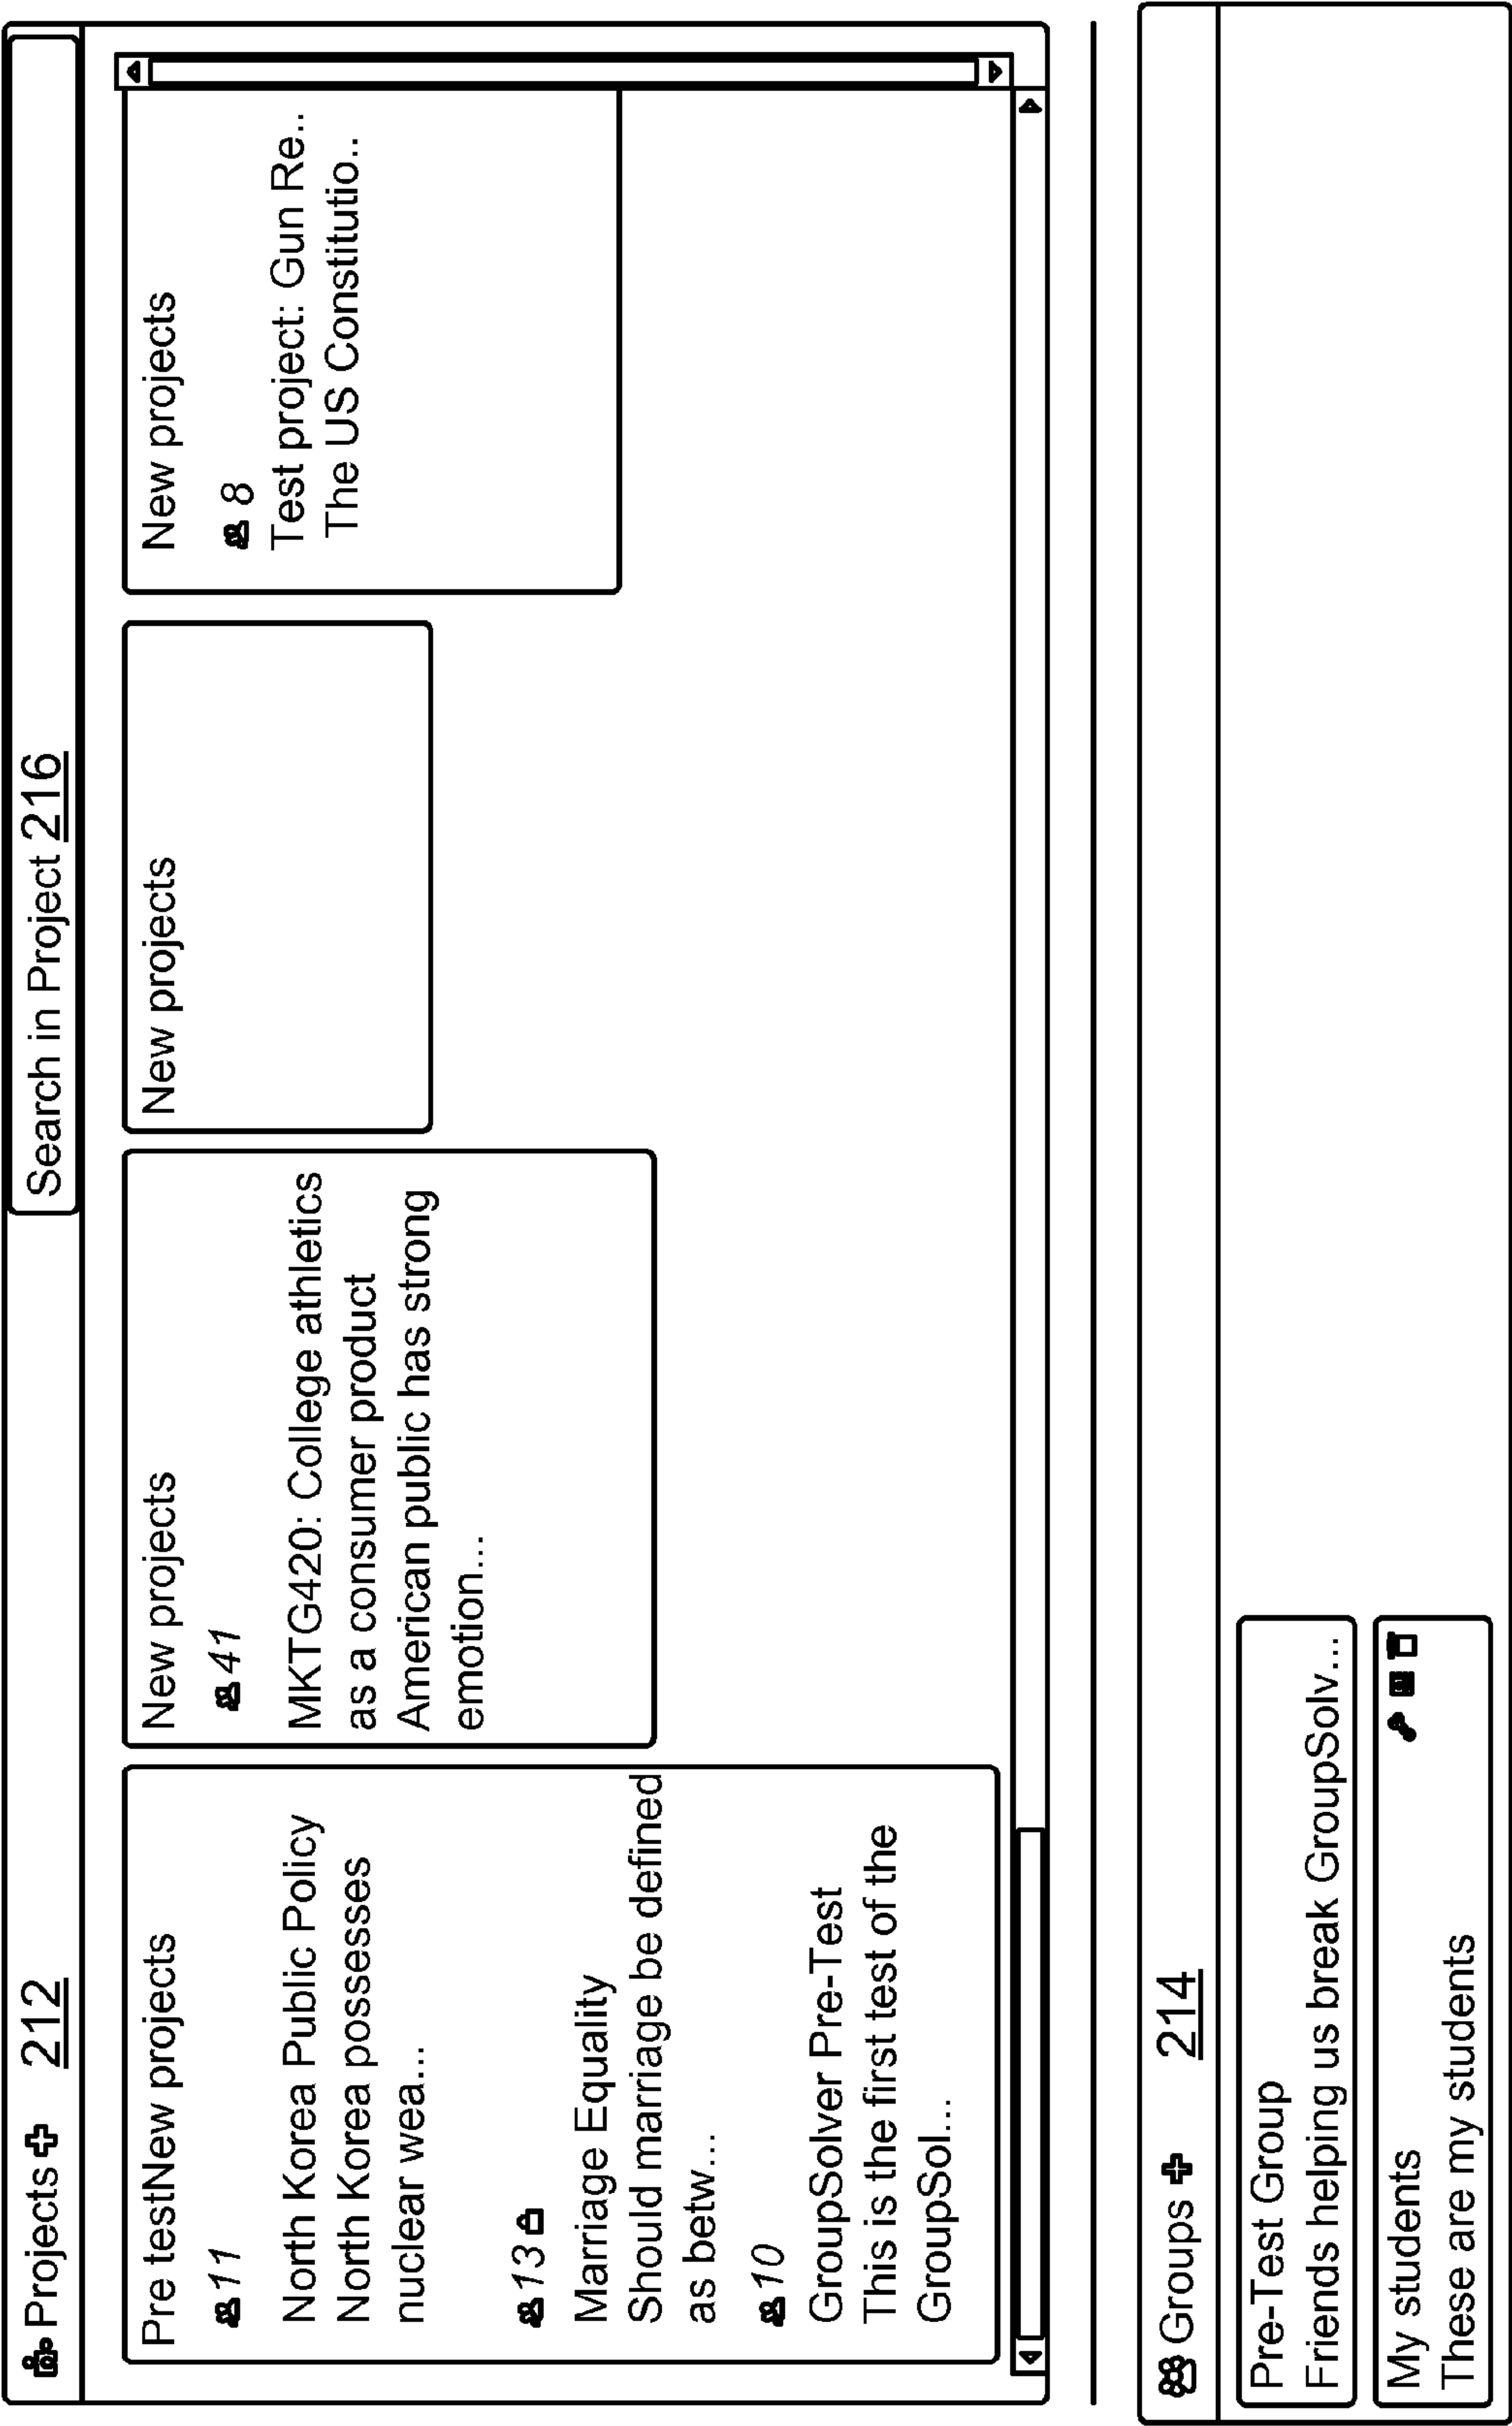 Projects 212
Search in Project 216
Pre testNew projects
11
North Korea Public Policy
North Korea possesses
nuclear wea...
13
Marriage Equality
Should marriage be defined
as betw...
10
GroupSolver Pre-Test
This is the first test of the
GroupSol...
New projects
41
MKTG420: College athletics
as a consumer product
American public has strong
emotion...
New projects
New projects
8
Test project: Gun Re..
The US Constitutio..
Groups 214
Pre-Test Group
Friends helping us break GroupSolv...
My students
These are my students